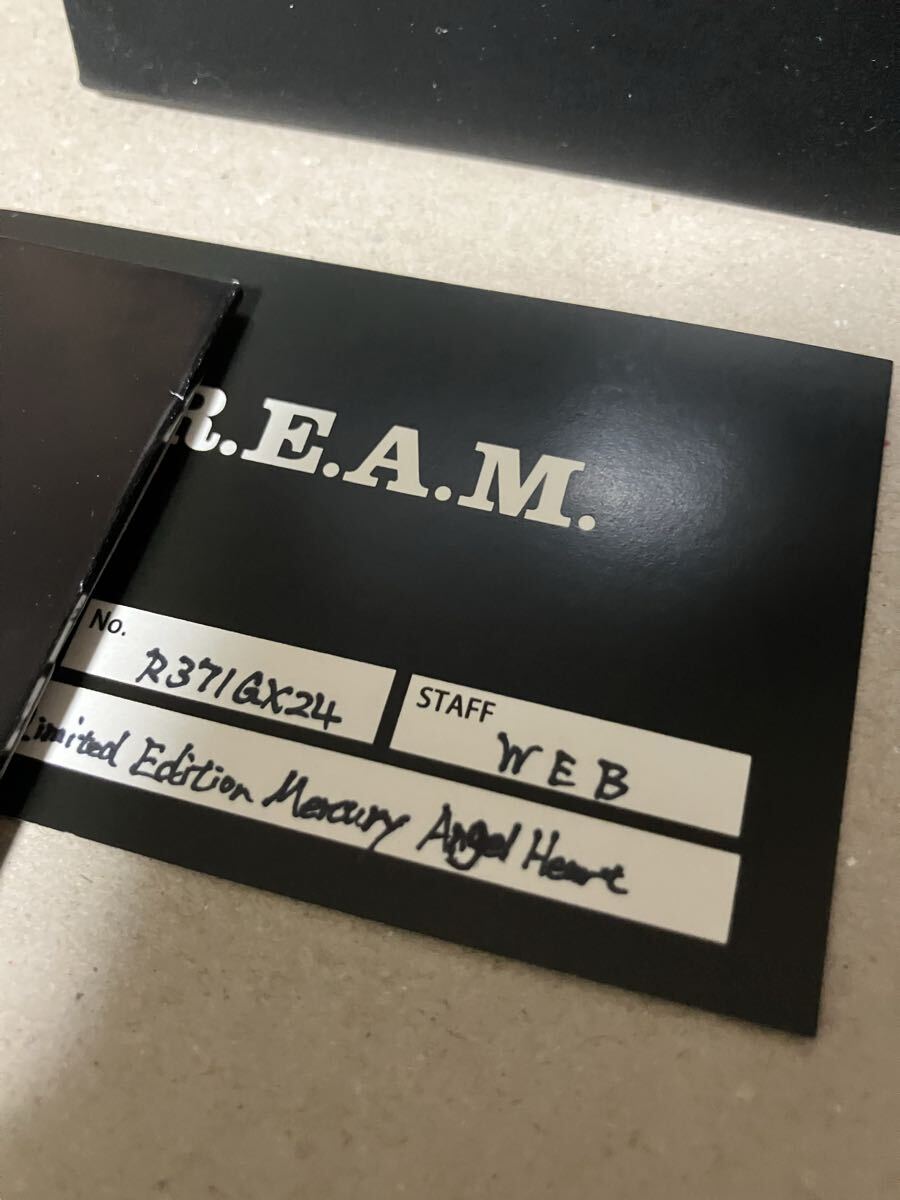 R.E.A.M.
No. R371GX24
STAFF WEB
Limited Edition Mercury Angel Heart